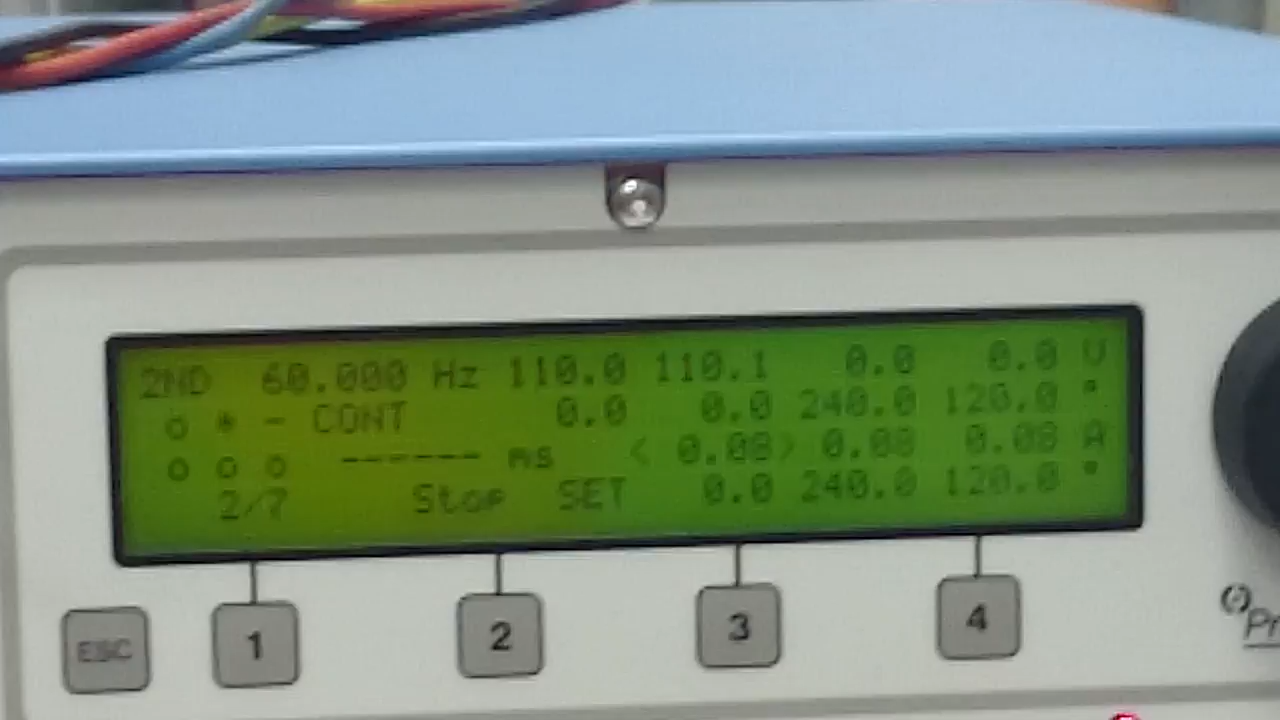 2ND 60.000 Hz 110.0 110.1 0.0 0.0 V
o * - CONT 0.0 0.0 240.0 120.0 °
o o o ------ ms < 0.08> 0.08 0.08 A
2/7 Stop SET 0.0 240.0 120.0 °
ESC 1 2 3 4